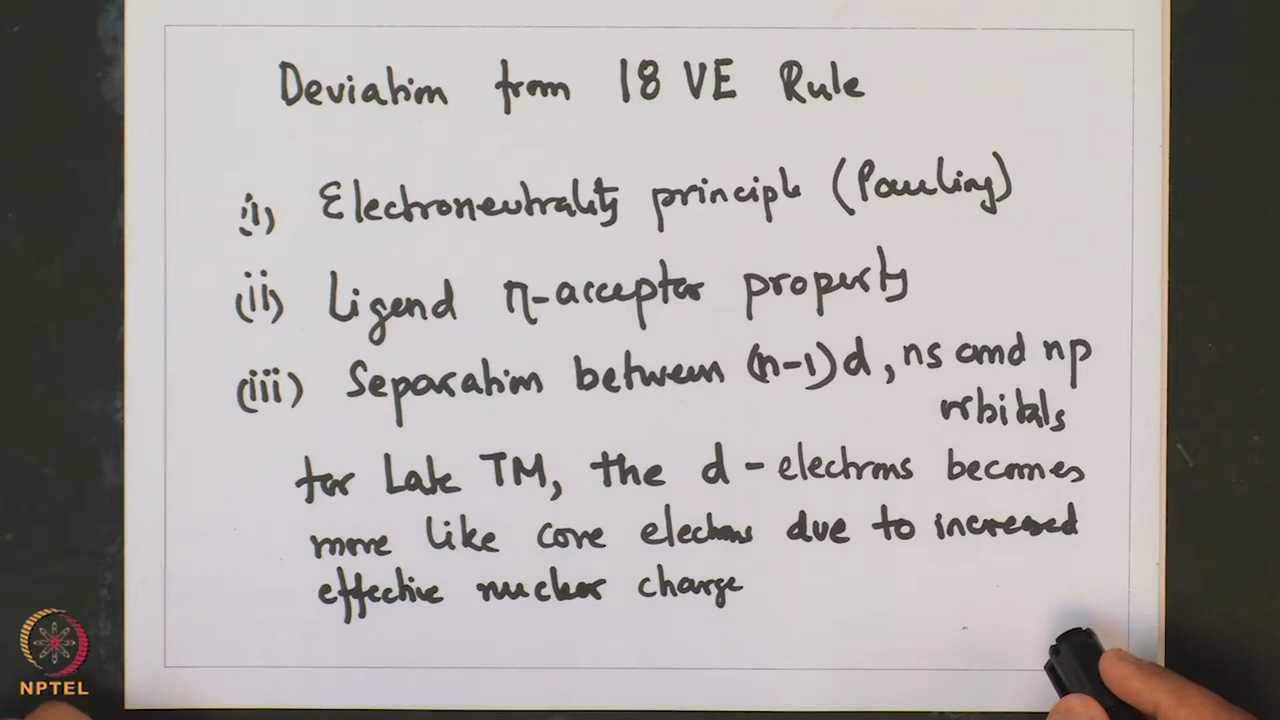 Deviation from 18 VE Rule
(i) Electroneutrality principle (Pauling)
(ii) Ligand π-acceptor property
(iii) Separation between (n-1)d, ns and np
orbitals
for Late TM, the d-electrons becomes
more like core electrons due to increased
effective nuclear charge
NPTEL